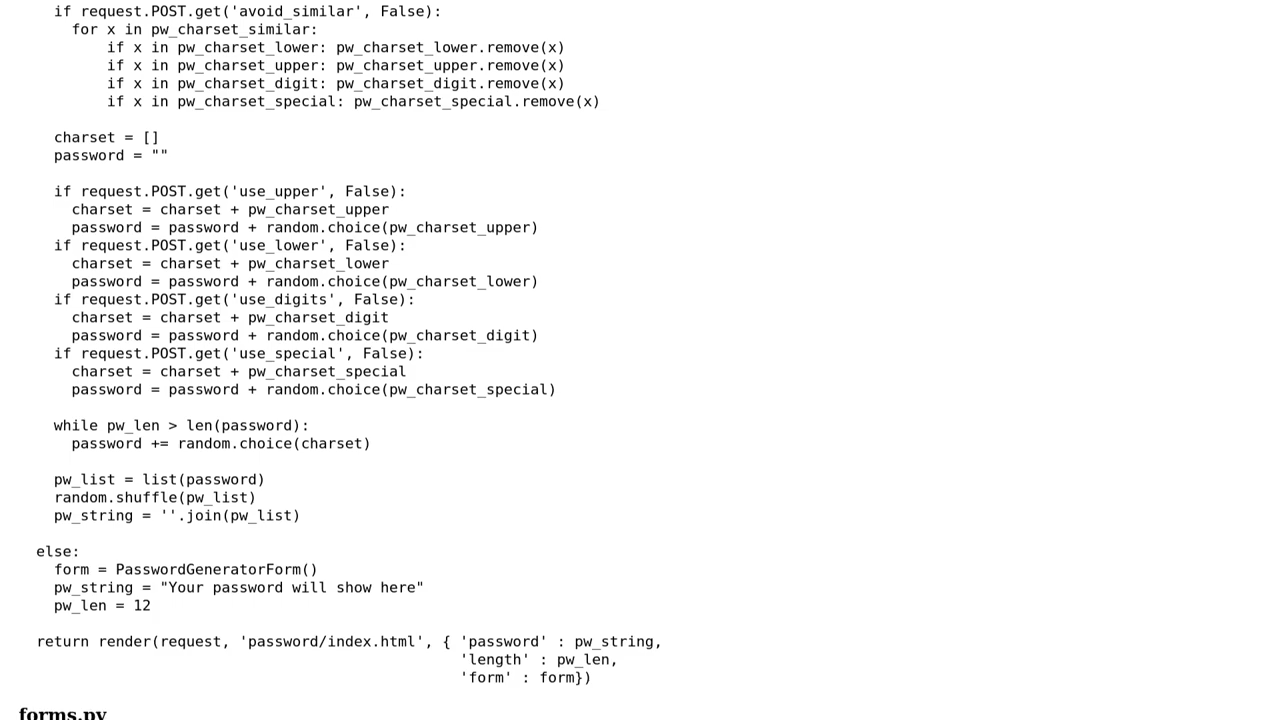 if request.POST.get('avoid_similar', False):
for x in pw_charset_similar:
if x in pw_charset_lower: pw_charset_lower.remove(x)
if x in pw_charset_upper: pw_charset_upper.remove(x)
if x in pw_charset_digit: pw_charset_digit.remove(x)
if x in pw_charset_special: pw_charset_special.remove(x)
charset = []
password = ""
if request.POST.get('use_upper', False):
charset = charset + pw_charset_upper
password = password + random.choice(pw_charset_upper)
if request.POST.get('use_lower', False):
charset = charset + pw_charset_lower
password = password + random.choice(pw_charset_lower)
if request.POST.get('use_digits', False):
charset = charset + pw_charset_digit
password = password + random.choice(pw_charset_digit)
if request.POST.get('use_special', False):
charset = charset + pw_charset_special
password = password + random.choice(pw_charset_special)
while pw_len > len(password):
password += random.choice(charset)
pw_list = list(password)
random.shuffle(pw_list)
pw_string = ''.join(pw_list)
else:
form = PasswordGeneratorForm()
pw_string = "Your password will show here"
pw_len = 12
return render(request, 'password/index.html', { 'password' : pw_string,
'length' : pw_len,
'form' : form})
forms.py